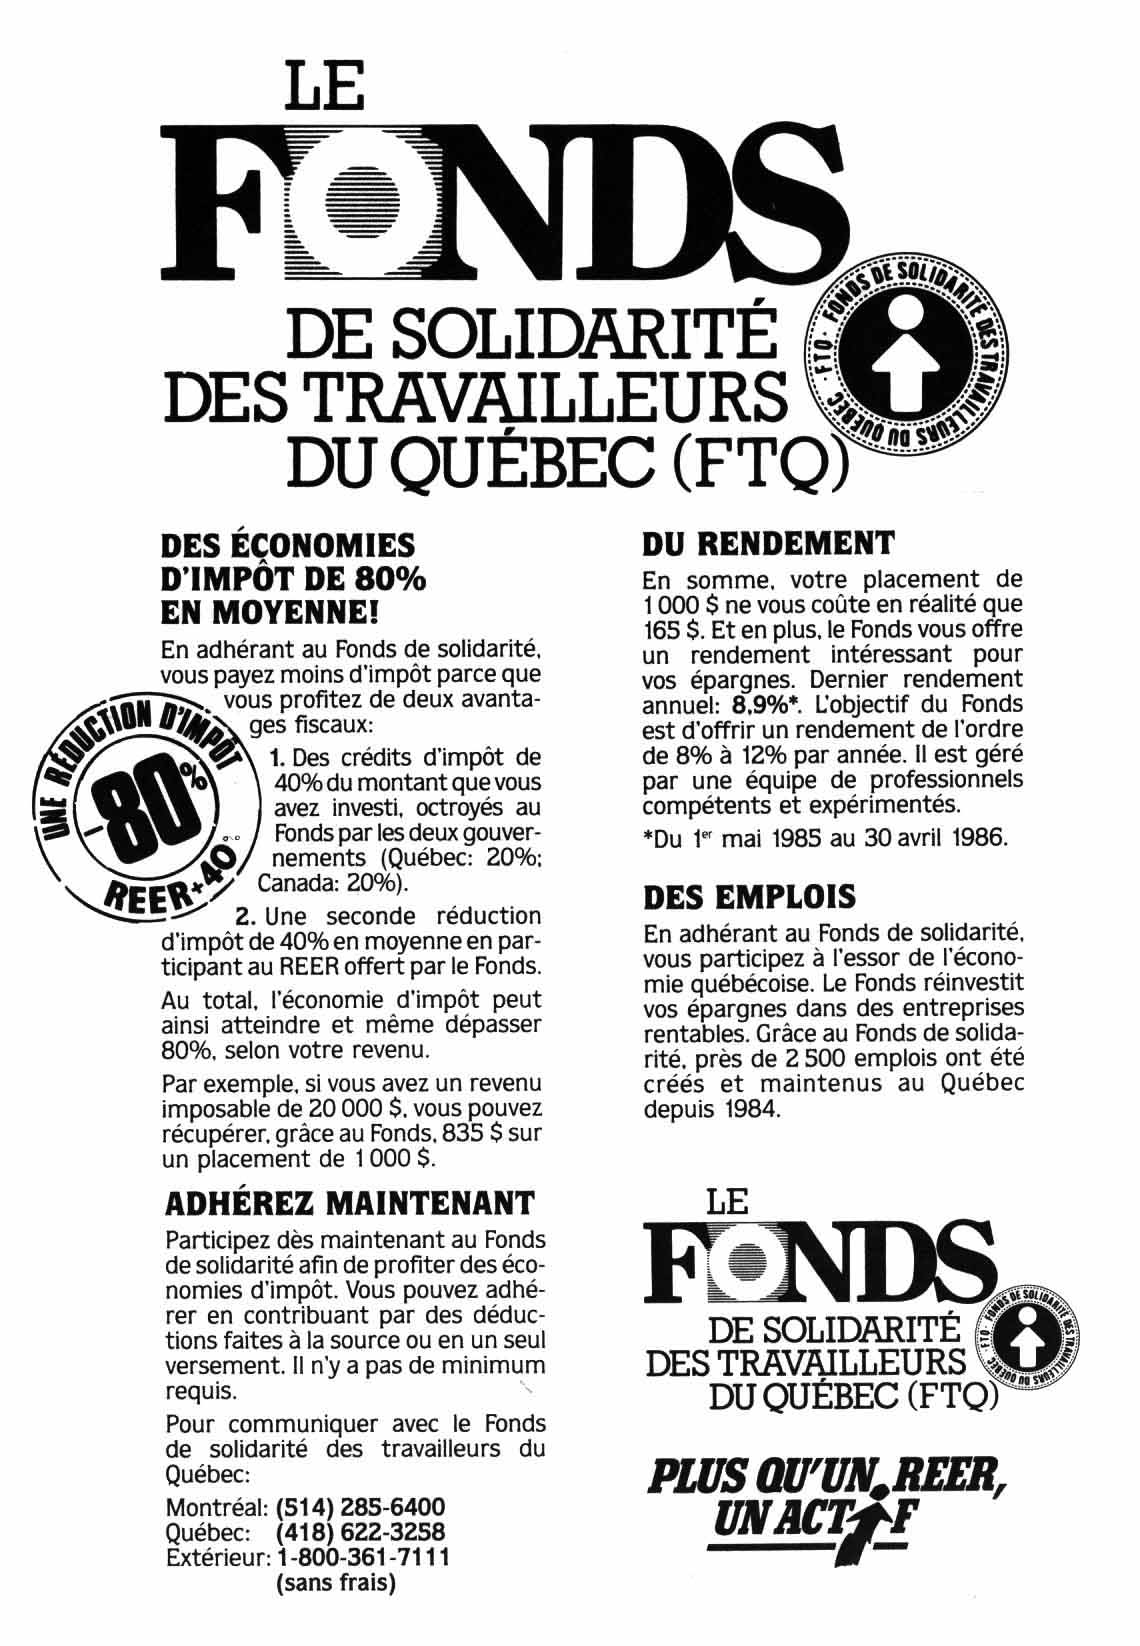 LE
FONDS
DE SOLIDARITÉ
DES TRAVAILLEURS
DU QUÉBEC (FTQ)
FONDS DE SOLIDARITÉ DES TRAVAILLEURS DU QUÉBEC · FTQ ·
DES ÉCONOMIES
D'IMPÔT DE 80%
EN MOYENNE!
En adhérant au Fonds de solidarité,
vous payez moins d'impôt parce que
vous profitez de deux avanta-
ges fiscaux:
1. Des crédits d'impôt de
40% du montant que vous
avez investi, octroyés au
Fonds par les deux gouver-
nements (Québec: 20%;
Canada: 20%).
2. Une seconde réduction
d'impôt de 40% en moyenne en par-
ticipant au REER offert par le Fonds.
Au total, l'économie d'impôt peut
ainsi atteindre et même dépasser
80%, selon votre revenu.
Par exemple, si vous avez un revenu
imposable de 20 000 $, vous pouvez
récupérer, grâce au Fonds, 835 $ sur
un placement de 1 000 $.
UNE RÉDUCTION D'IMPÔT
-80%
REER+40%
ADHÉREZ MAINTENANT
Participez dès maintenant au Fonds
de solidarité afin de profiter des éco-
nomies d'impôt. Vous pouvez adhé-
rer en contribuant par des déduc-
tions faites à la source ou en un seul
versement. Il n'y a pas de minimum
requis.
Pour communiquer avec le Fonds
de solidarité des travailleurs du
Québec:
Montréal: (514) 285-6400
Québec: (418) 622-3258
Extérieur: 1-800-361-7111
(sans frais)
DU RENDEMENT
En somme, votre placement de
1 000 $ ne vous coûte en réalité que
165 $. Et en plus, le Fonds vous offre
un rendement intéressant pour
vos épargnes. Dernier rendement
annuel: 8,9%*. L'objectif du Fonds
est d'offrir un rendement de l'ordre
de 8% à 12% par année. Il est géré
par une équipe de professionnels
compétents et expérimentés.
*Du 1er mai 1985 au 30 avril 1986.
DES EMPLOIS
En adhérant au Fonds de solidarité,
vous participez à l'essor de l'écono-
mie québécoise. Le Fonds réinvestit
vos épargnes dans des entreprises
rentables. Grâce au Fonds de solida-
rité, près de 2 500 emplois ont été
créés et maintenus au Québec
depuis 1984.
LE
FONDS
DE SOLIDARITÉ
DES TRAVAILLEURS
DU QUÉBEC (FTQ)
FONDS DE SOLIDARITÉ DES TRAVAILLEURS DU QUÉBEC · FTQ ·
PLUS QU'UN REER,
UN ACTIF